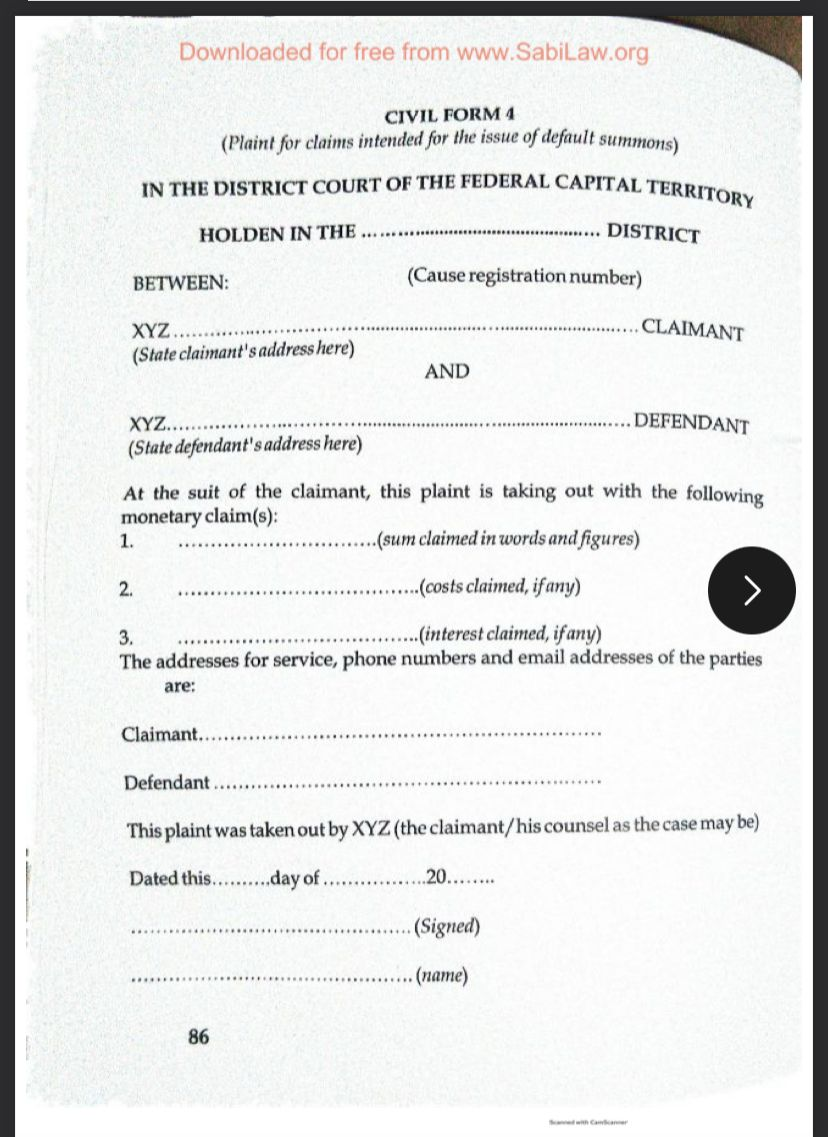 Downloaded for free from www.SabiLaw.org
CIVIL FORM 4
(Plaint for claims intended for the issue of default summons)
IN THE DISTRICT COURT OF THE FEDERAL CAPITAL TERRITORY
HOLDEN IN THE ............................................. DISTRICT
BETWEEN: (Cause registration number)
XYZ........................................................................... CLAIMANT
(State claimant's address here)
AND
XYZ........................................................................... DEFENDANT
(State defendant's address here)
At the suit of the claimant, this plaint is taking out with the following
monetary claim(s):
1. ................................(sum claimed in words and figures)
2. .......................................(costs claimed, if any)
3. .......................................(interest claimed, if any)
The addresses for service, phone numbers and email addresses of the parties
are:
Claimant..................................................................
Defendant ...............................................................
This plaint was taken out by XYZ (the claimant/his counsel as the case may be)
Dated this..........day of .................20........
............................................. (Signed)
............................................. (name)
86
Scanned with CamScanner